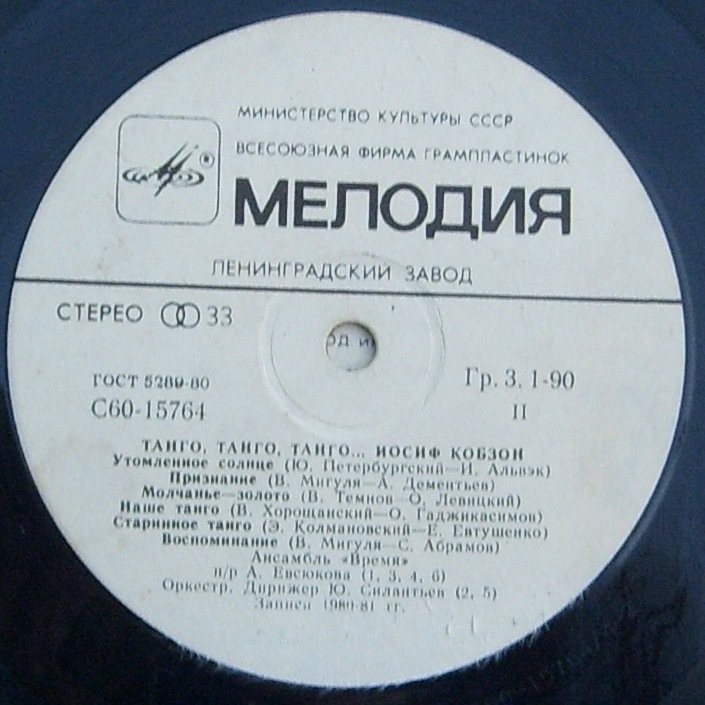 МИНИСТЕРСТВО КУЛЬТУРЫ СССР
ВСЕСОЮЗНАЯ ФИРМА ГРАМПЛАСТИНОК
®
МЕЛОДИЯ
ЛЕНИНГРАДСКИЙ ЗАВОД
СТЕРЕО 33
ГОСТ 5289-80
Гр. 3. 1-90
С60-15764
II
ТАНГО, ТАНГО, ТАНГО... ИОСИФ КОБЗОН
Утомленное солнце (Ю. Петербургский—И. Альвэк)
Признание (В. Мигуля—А. Дементьев)
Молчанье—золото (В. Темнов—О. Левицкий)
Наше танго (В. Хорощанский—О. Гаджикасимов)
Старинное танго (Э. Колмановский—Е. Евтушенко)
Воспоминание (В. Мигуля—С. Абрамов)
Ансамбль «Время»
п/р А. Евсюкова (1, 3, 4, 6)
Оркестр. Дирижер Ю. Силантьев (2, 5)
Записи 1980-81 гг.